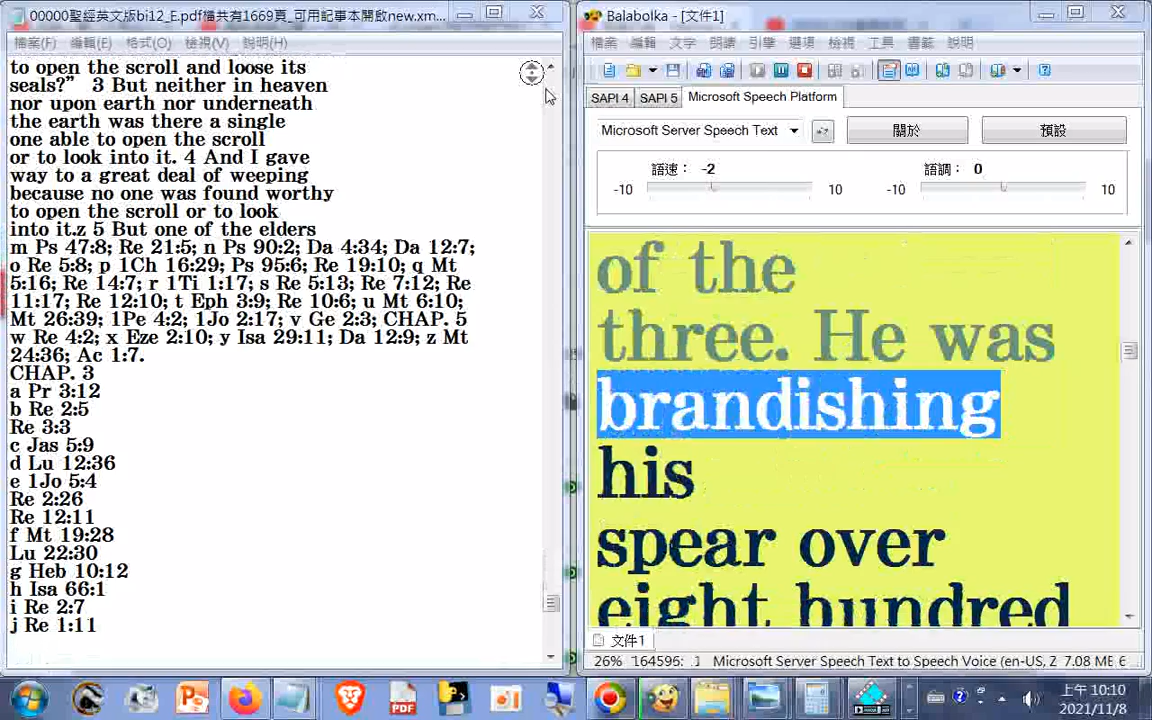 00000聖經英文版bi12_E.pdf檔共有1669頁_可用記事本開啟new.xm...
檔案(F) 編輯(E) 格式(O) 檢視(V) 說明(H)
to open the scroll and loose its
seals?” 3 But neither in heaven
nor upon earth nor underneath
the earth was there a single
one able to open the scroll
or to look into it. 4 And I gave
way to a great deal of weeping
because no one was found worthy
to open the scroll or to look
into it.z 5 But one of the elders
m Ps 47:8; Re 21:5; n Ps 90:2; Da 4:34; Da 12:7;
o Re 5:8; p 1Ch 16:29; Ps 95:6; Re 19:10; q Mt
5:16; Re 14:7; r 1Ti 1:17; s Re 5:13; Re 7:12; Re
11:17; Re 12:10; t Eph 3:9; Re 10:6; u Mt 6:10;
Mt 26:39; 1Pe 4:2; 1Jo 2:17; v Ge 2:3; CHAP. 5
w Re 4:2; x Eze 2:10; y Isa 29:11; Da 12:9; z Mt
24:36; Ac 1:7.
CHAP. 3
a Pr 3:12
b Re 2:5
Re 3:3
c Jas 5:9
d Lu 12:36
e 1Jo 5:4
Re 2:26
Re 12:11
f Mt 19:28
Lu 22:30
g Heb 10:12
h Isa 66:1
i Re 2:7
j Re 1:11
Balabolka - [文件1]
檔案 編輯 文字 朗讀 引擎 選項 檢視 工具 書籤 說明
SAPI 4 SAPI 5 Microsoft Speech Platform
Microsoft Server Speech Text 關於 預設
語速: -2 語調: 0
-10 10 -10 10
of the
three. He was
brandishing
his
spear over
eight hundred
文件1
26% 164596: 1 Microsoft Server Speech Text to Speech Voice (en-US, 2 7.08 MB 6
PDF
上午 10:10
2021/11/8